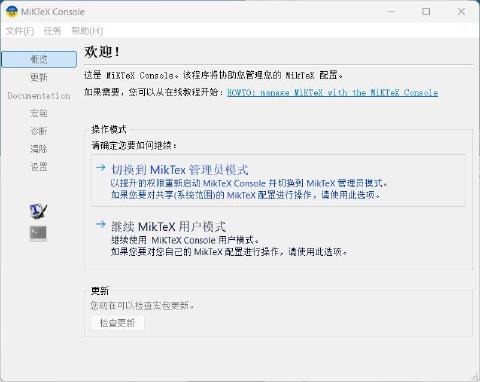 MiKTeX Console
文件(F) 任务 帮助(H)
概览
更新
Documentation
宏包
诊断
清除
设置
欢迎！
这是 MiKTeX Console。该程序将协助您管理您的 MikTeX 配置。
如果需要，您可以从在线教程开始：HOWTO: manage MiKTeX with the MiKTeX Console
操作模式
请确定您要如何继续：
切换到 MikTex 管理员模式
以提升的权限重新启动 MikTeX Console 并切换到 MikTeX 管理员模式。
如果您要对共享(系统范围)的 MikTeX 配置进行操作，请使用此选项。
继续 MikTeX 用户模式
继续使用 MiKTeX Console 用户模式。
如果您要对您自己的 MikTeX 配置进行操作，请使用此选项。
更新
您现在可以检查宏包更新。
检查更新